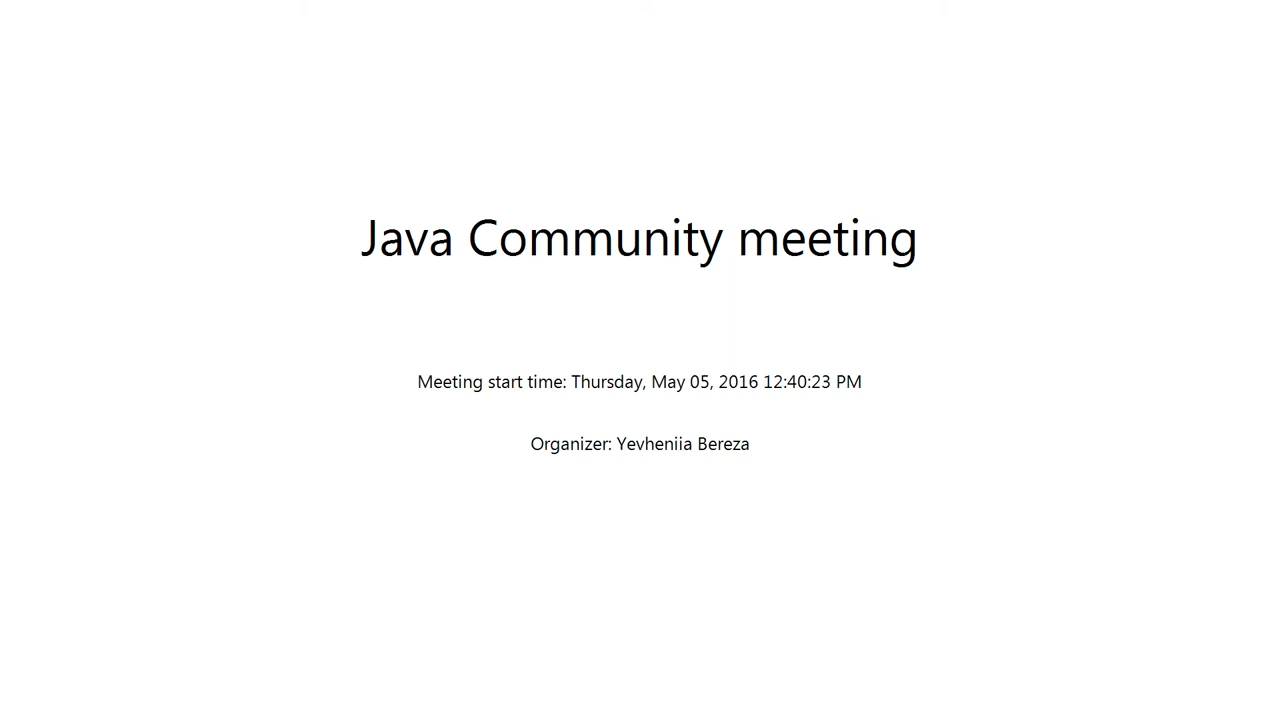 Java Community meeting
Meeting start time: Thursday, May 05, 2016 12:40:23 PM
Organizer: Yevheniia Bereza